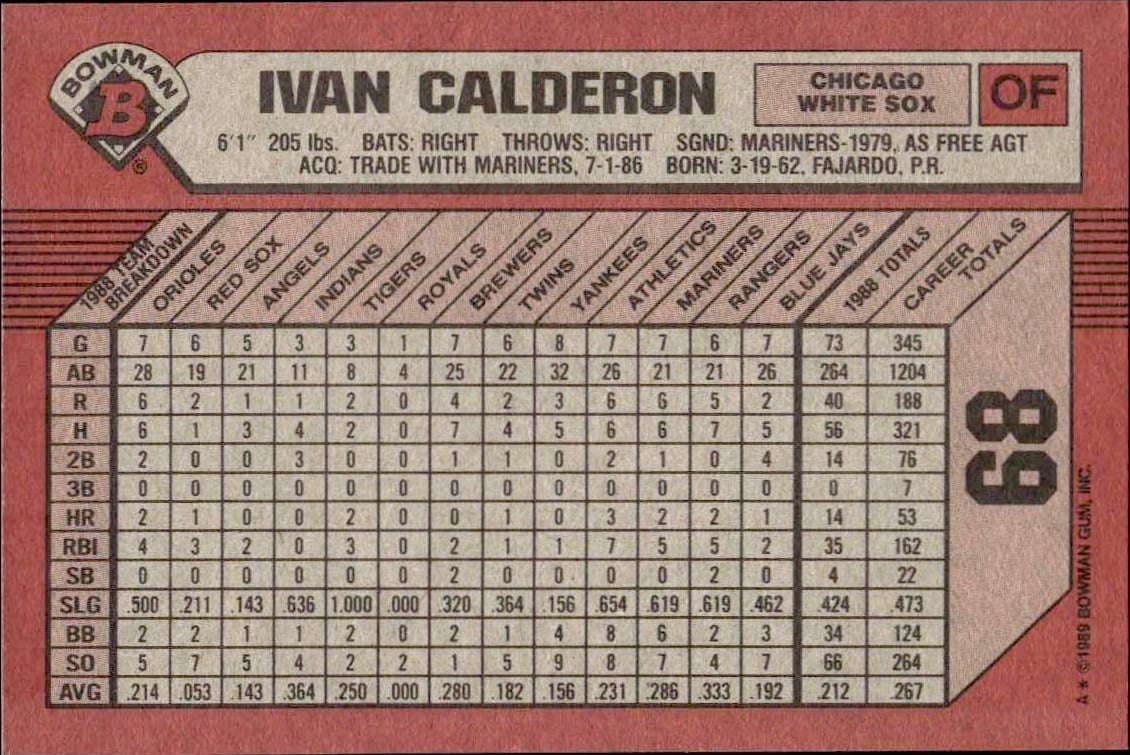 BOWMAN
B
®
IVAN CALDERON
CHICAGO
WHITE SOX
OF
6'1" 205 lbs. BATS: RIGHT THROWS: RIGHT SGND: MARINERS-1979, AS FREE AGT
ACQ: TRADE WITH MARINERS, 7-1-86 BORN: 3-19-62, FAJARDO, P.R.
1988 TEAM BREAKDOWN ORIOLES RED SOX ANGELS INDIANS TIGERS ROYALS BREWERS TWINS YANKEES ATHLETICS MARINERS RANGERS BLUE JAYS 1988 TOTALS CAREER TOTALS
G 7 6 5 3 3 1 7 6 8 7 7 6 7 73 345
AB 28 19 21 11 8 4 25 22 32 26 21 21 26 264 1204
R 6 2 1 1 2 0 4 2 3 6 6 5 2 40 188
H 6 1 3 4 2 0 7 4 5 6 6 7 5 56 321
2B 2 0 0 3 0 0 1 1 0 2 1 0 4 14 76
3B 0 0 0 0 0 0 0 0 0 0 0 0 0 0 7
HR 2 1 0 0 2 0 0 1 0 3 2 2 1 14 53
RBI 4 3 2 0 3 0 2 1 1 7 5 5 2 35 162
SB 0 0 0 0 0 0 2 0 0 0 0 2 0 4 22
SLG .500 .211 .143 .636 1.000 .000 .320 .364 .156 .654 .619 .619 .462 .424 .473
BB 2 2 1 1 2 0 2 1 4 8 6 2 3 34 124
SO 5 7 5 4 2 2 1 5 9 8 7 4 7 66 264
AVG .214 .053 .143 .364 .250 .000 .280 .182 .156 .231 .286 .333 .192 .212 .267
68
A * ©1989 BOWMAN GUM, INC.